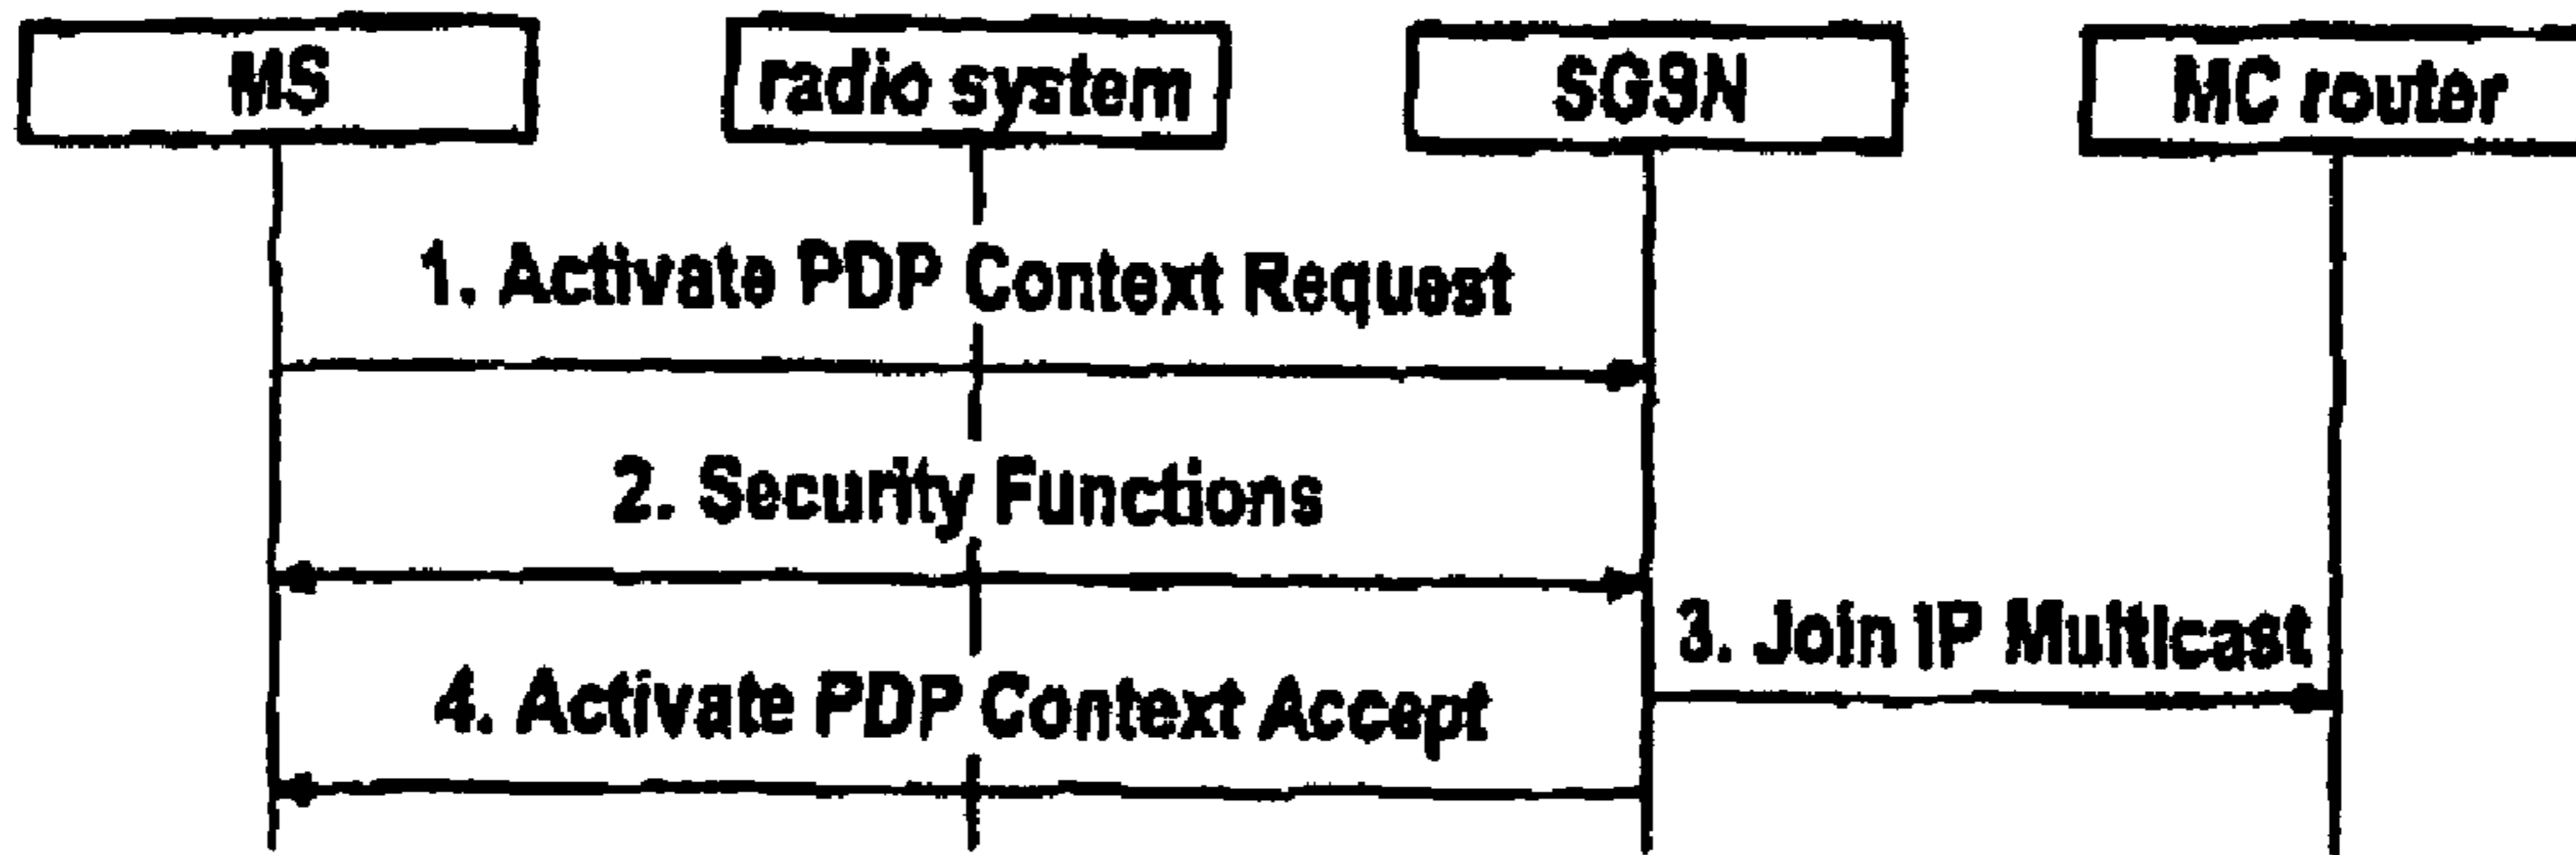 MS
radio system
SGSN
MC router
1. Activate PDP Context Request
2. Security Functions
3. Join IP Multicast
4. Activate PDP Context Accept